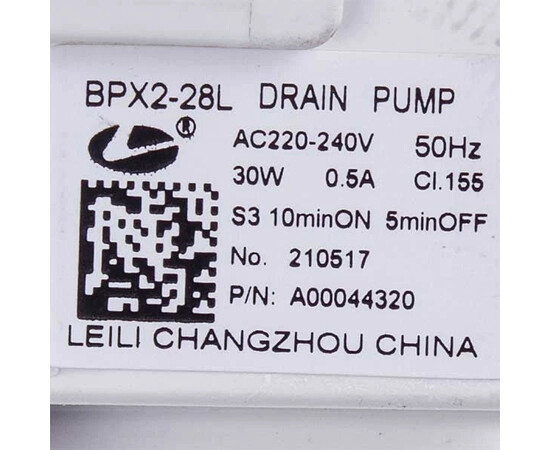 BPX2-28L DRAIN PUMP
®
AC220-240V 50Hz
30W 0.5A Cl.155
S3 10minON 5minOFF
No. 210517
P/N: A00044320
LEILI CHANGZHOU CHINA